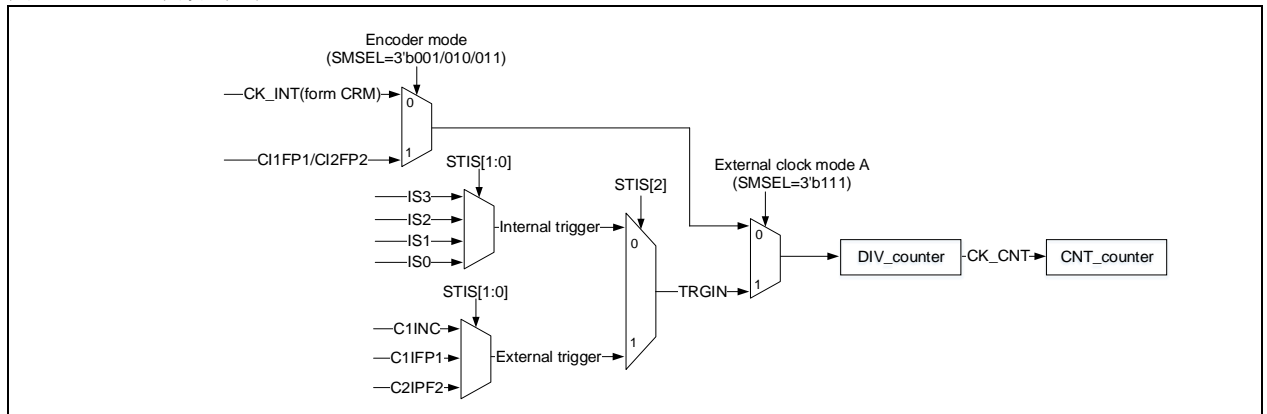 Encoder mode
(SMSEL=3'b001/010/011)
CK_INT(form CRM)
0
CI1FP1/CI2FP2
1
STIS[1:0]
IS3
IS2
IS1
IS0
Internal trigger
STIS[2]
0
1
External clock mode A
(SMSEL=3'b111)
0
1
TRGIN
DIV_counter
CK_CNT
CNT_counter
STIS[1:0]
C1INC
C1IFP1
C2IPF2
External trigger